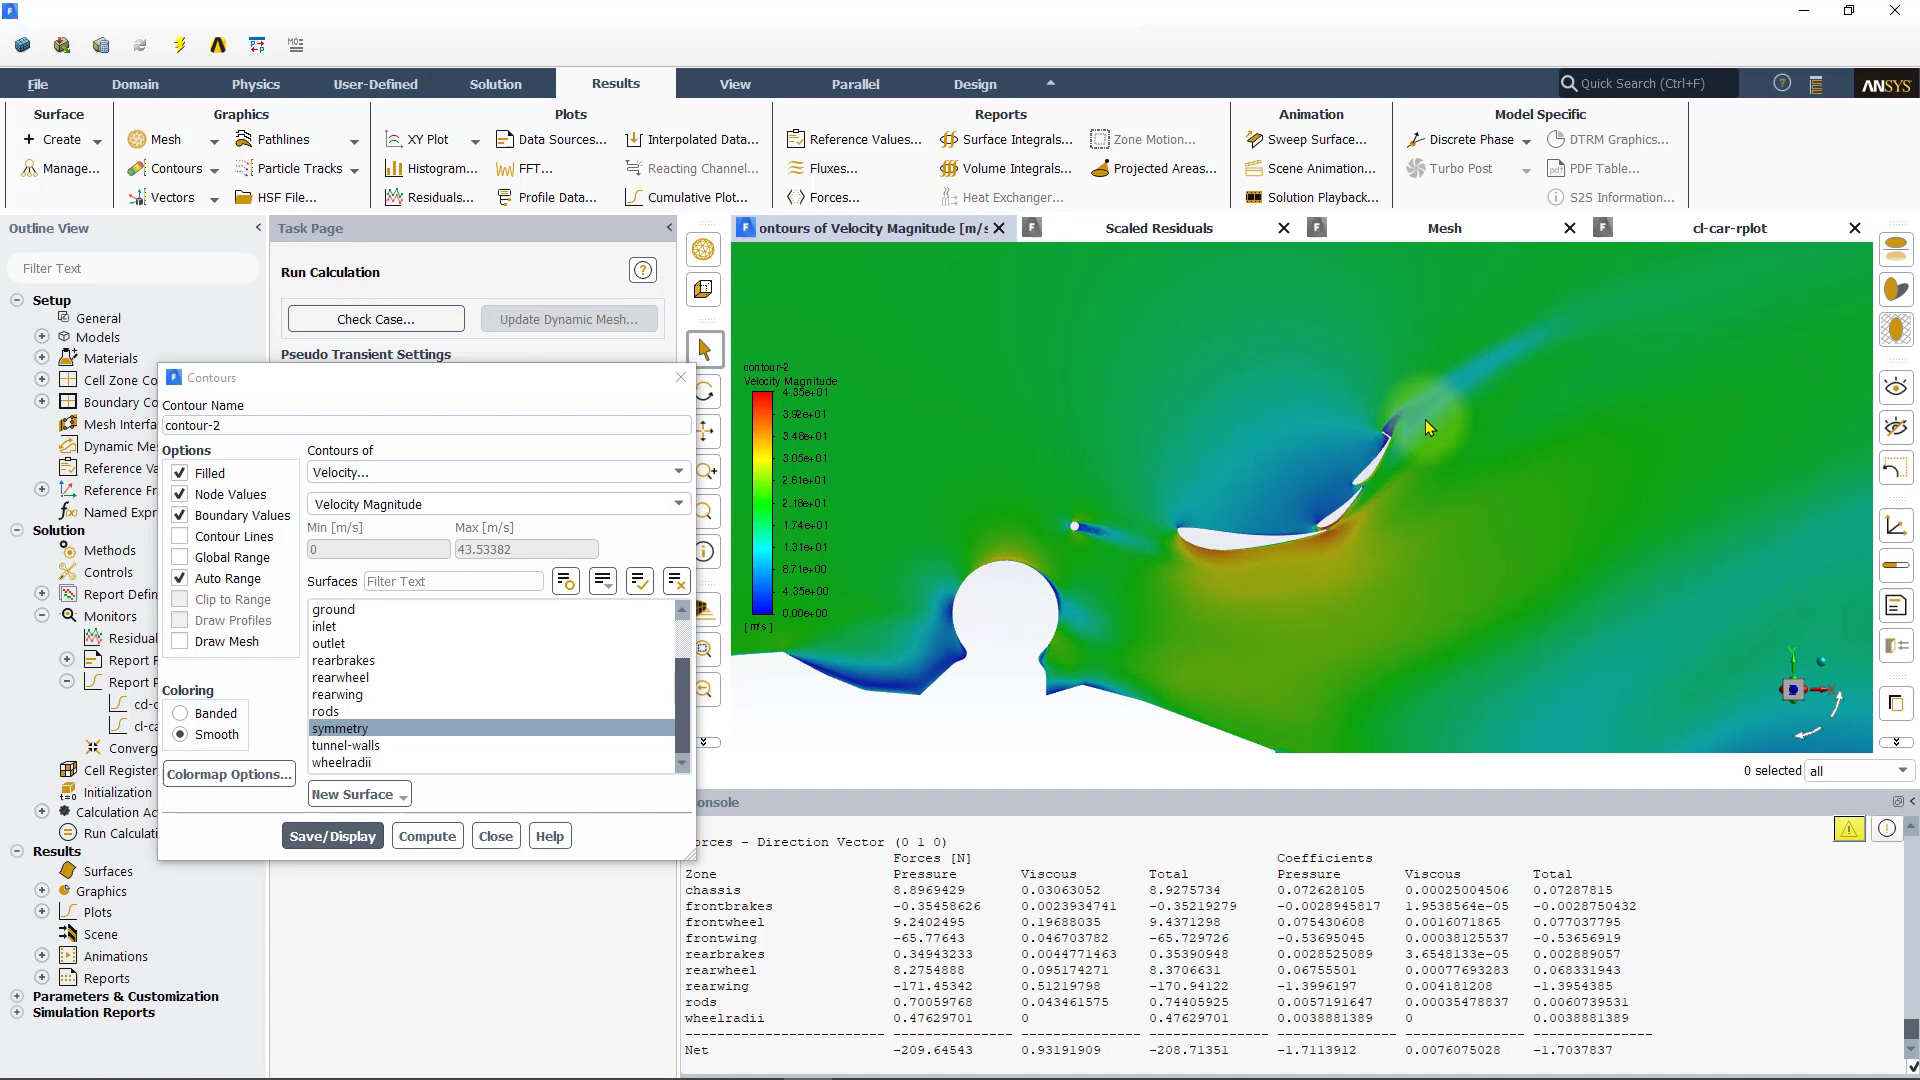 File Domain Physics User-Defined Solution Results View Parallel Design Quick Search (Ctrl+F) ANSYS
Surface Graphics Plots Reports Animation Model Specific
Create Mesh Pathlines XY Plot Data Sources... Interpolated Data... Reference Values... Surface Integrals... Zone Motion... Sweep Surface... Discrete Phase DTRM Graphics...
Manage... Contours Particle Tracks Histogram... FFT... Reacting Channel... Fluxes... Volume Integrals... Projected Areas... Scene Animation... Turbo Post PDF Table...
Vectors HSF File... Residuals... Profile Data... Cumulative Plot... Forces... Heat Exchanger... Solution Playback... S2S Information...
Outline View
Filter Text
Setup
General
Models
Materials
Cell Zone Co
Boundary Co
Mesh Interfa
Dynamic Me
Reference Va
Reference Fr
Named Expr
Solution
Methods
Controls
Report Defin
Monitors
Residua
Report F
Report P
cd-c
cl-ca
Converg
Cell Register
Initialization
Calculation Ac
Run Calculati
Results
Surfaces
Graphics
Plots
Scene
Animations
Reports
Parameters & Customization
Simulation Reports
Task Page
Run Calculation
Check Case... Update Dynamic Mesh...
Pseudo Transient Settings
Contours
Contour Name
contour-2
Options
Filled
Node Values
Boundary Values
Contour Lines
Global Range
Auto Range
Clip to Range
Draw Profiles
Draw Mesh
Coloring
Banded
Smooth
Colormap Options...
Contours of
Velocity...
Velocity Magnitude
Min [m/s] Max [m/s]
0 43.53382
Surfaces Filter Text
ground
inlet
outlet
rearbrakes
rearwheel
rearwing
rods
symmetry
tunnel-walls
wheelradii
New Surface
Save/Display Compute Close Help
ontours of Velocity Magnitude [m/s Scaled Residuals Mesh cl-car-rplot
contour-2
Velocity Magnitude
4.35e+01
3.92e+01
3.48e+01
3.05e+01
2.61e+01
2.18e+01
1.74e+01
1.31e+01
8.71e+00
4.35e+00
0.00e+00
[ m/s ]
Y
X
0 selected all
onsole
orces - Direction Vector (0 1 0)
Forces [N] Coefficients
Zone Pressure Viscous Total Pressure Viscous Total
chassis 8.8969429 0.03063052 8.9275734 0.072628105 0.00025004506 0.07287815
frontbrakes -0.35458626 0.0023934741 -0.35219279 -0.0028945817 1.9538564e-05 -0.0028750432
frontwheel 9.2402495 0.19688035 9.4371298 0.075430608 0.0016071865 0.077037795
frontwing -65.77643 0.046703782 -65.729726 -0.53695045 0.00038125537 -0.53656919
rearbrakes 0.34943233 0.0044771463 0.35390948 0.0028525089 3.6548133e-05 0.002889057
rearwheel 8.2754888 0.095174271 8.3706631 0.06755501 0.00077693283 0.068331943
rearwing -171.45342 0.51219798 -170.94122 -1.3996197 0.004181208 -1.3954385
rods 0.70059768 0.043461575 0.74405925 0.0057191647 0.00035478837 0.0060739531
wheelradii 0.47629701 0 0.47629701 0.0038881389 0 0.0038881389
Net -209.64543 0.93191909 -208.71351 -1.7113912 0.0076075028 -1.7037837